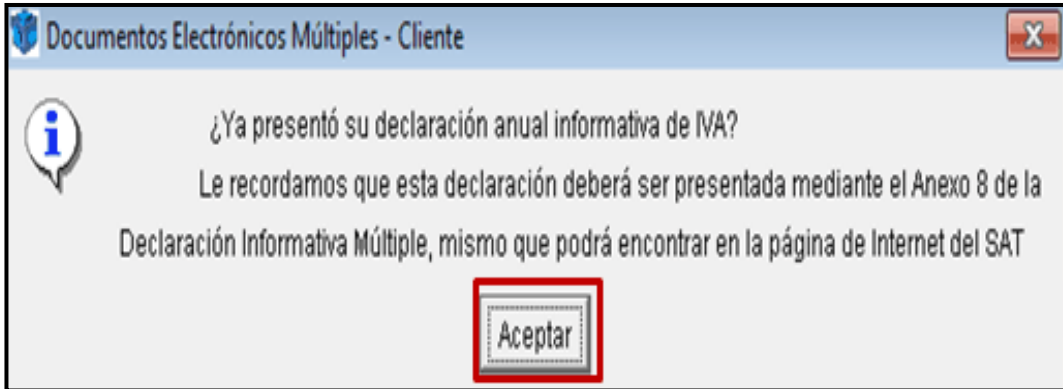 Documentos Electrónicos Múltiples - Cliente
¿Ya presentó su declaración anual informativa de IVA?
Le recordamos que esta declaración deberá ser presentada mediante el Anexo 8 de la
Declaración Informativa Múltiple, mismo que podrá encontrar en la página de Internet del SAT
Aceptar